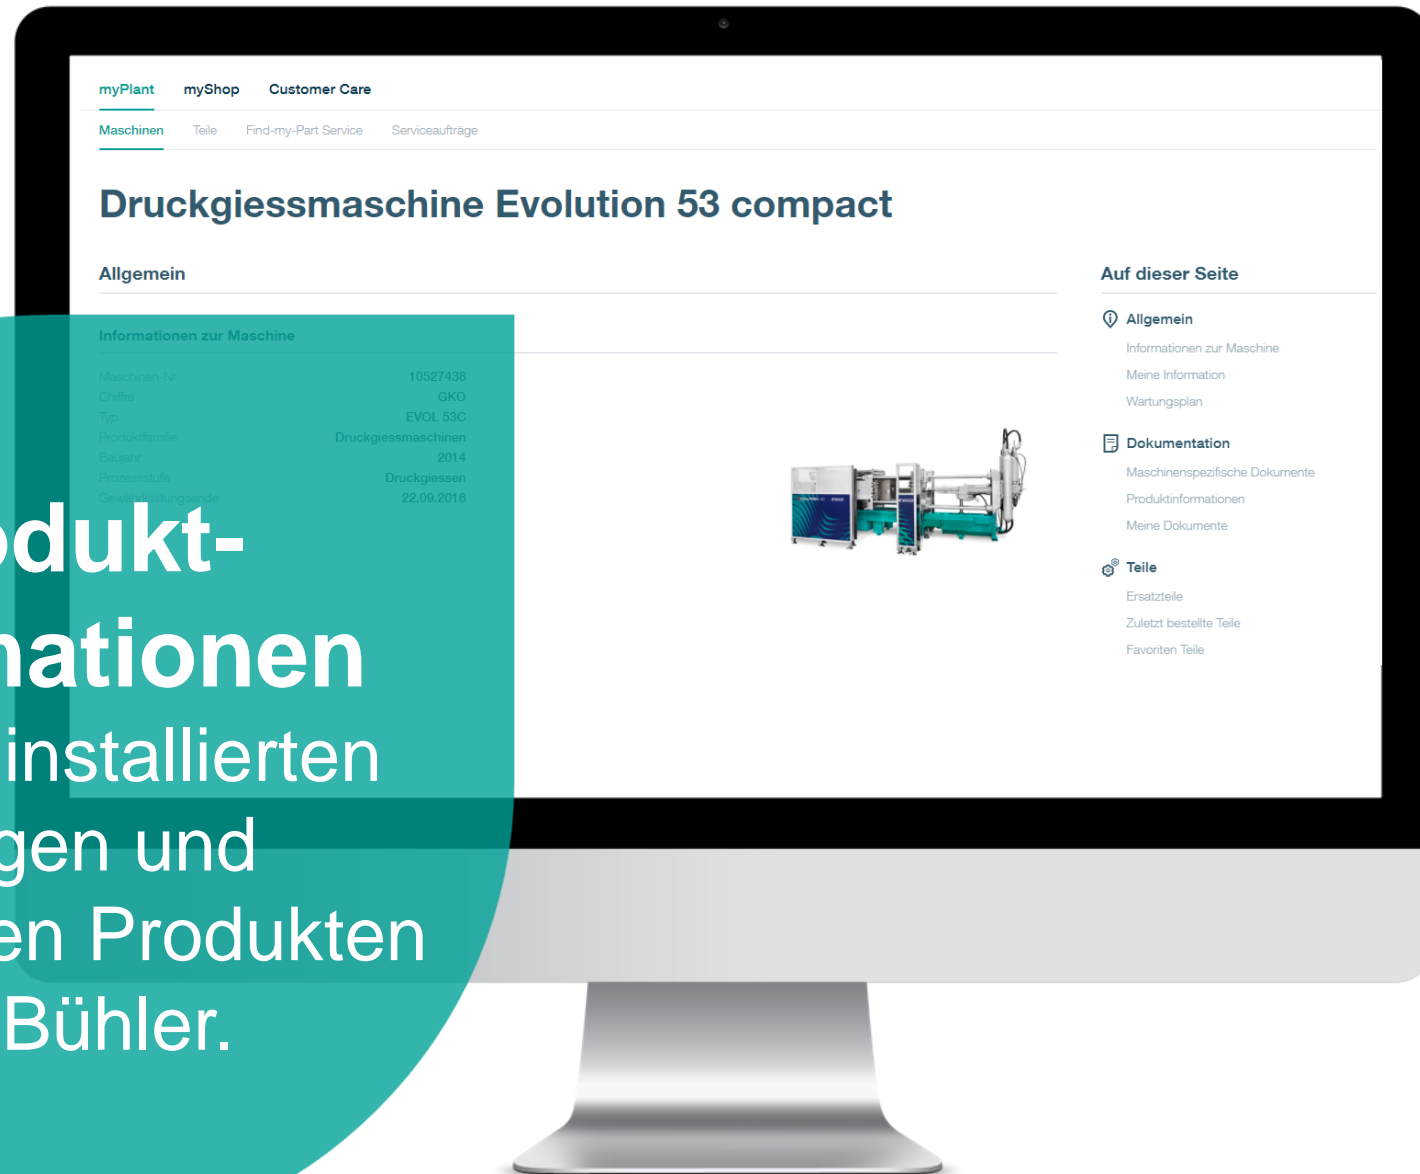 myPlant myShop Customer Care
Maschinen Teile Find-my-Part Service Serviceaufträge
Druckgiessmaschine Evolution 53 compact
Allgemein
Informationen zur Maschine
Maschinen-Nr. 10527438
Chiffre GKO
Typ EVOL 53C
Produktfamilie Druckgiessmaschinen
Baujahr 2014
Prozessstufe Druckgiessen
Gewährleistungsende 22.09.2016
Auf dieser Seite
Allgemein
Informationen zur Maschine
Meine Information
Wartungsplan
Dokumentation
Maschinenspezifische Dokumente
Produktinformationen
Meine Dokumente
Teile
Ersatzteile
Zuletzt bestellte Teile
Favoriten Teile
odukt-
mationen
installierten
gen und
en Produkten
Bühler.